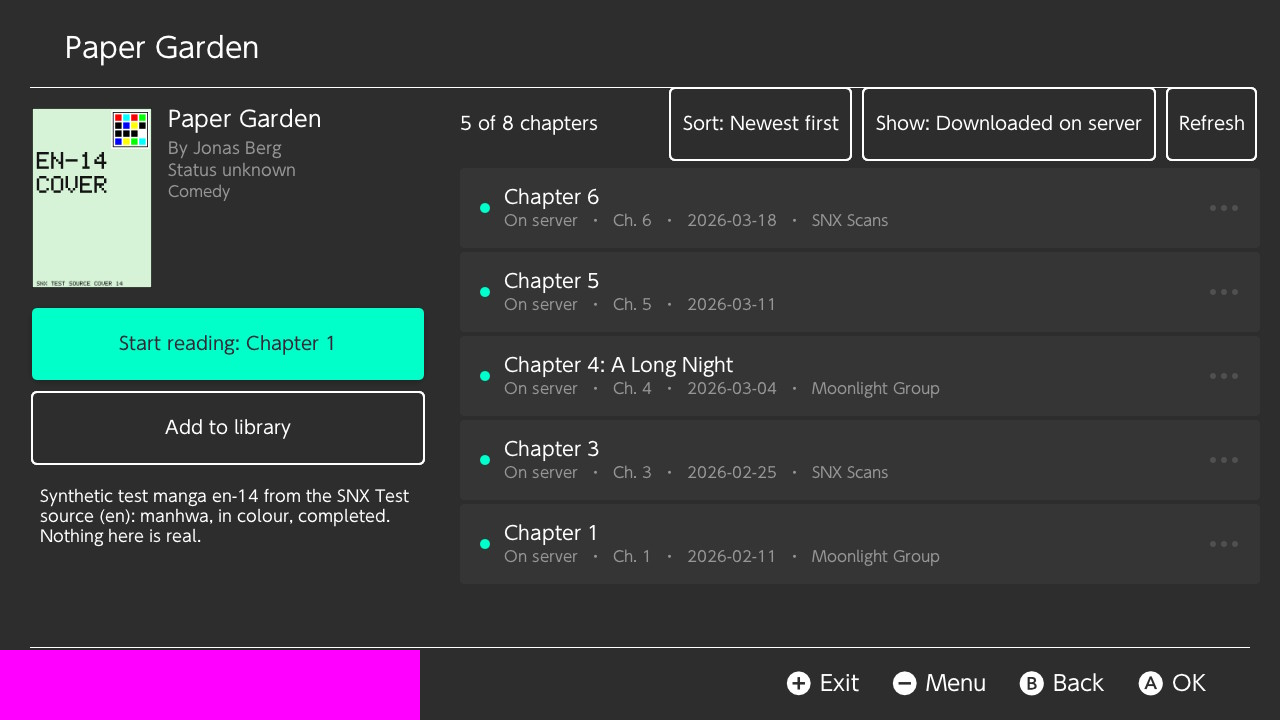 Paper Garden
EN-14
COVER
SNX TEST SOURCE COVER 14
Paper Garden
By Jonas Berg
Status unknown
Comedy
Start reading: Chapter 1
Add to library
Synthetic test manga en-14 from the SNX Test
source (en): manhwa, in colour, completed.
Nothing here is real.
5 of 8 chapters
Sort: Newest first
Show: Downloaded on server
Refresh
Chapter 6
On server • Ch. 6 • 2026-03-18 • SNX Scans
Chapter 5
On server • Ch. 5 • 2026-03-11
Chapter 4: A Long Night
On server • Ch. 4 • 2026-03-04 • Moonlight Group
Chapter 3
On server • Ch. 3 • 2026-02-25 • SNX Scans
Chapter 1
On server • Ch. 1 • 2026-02-11 • Moonlight Group
+ Exit − Menu B Back A OK